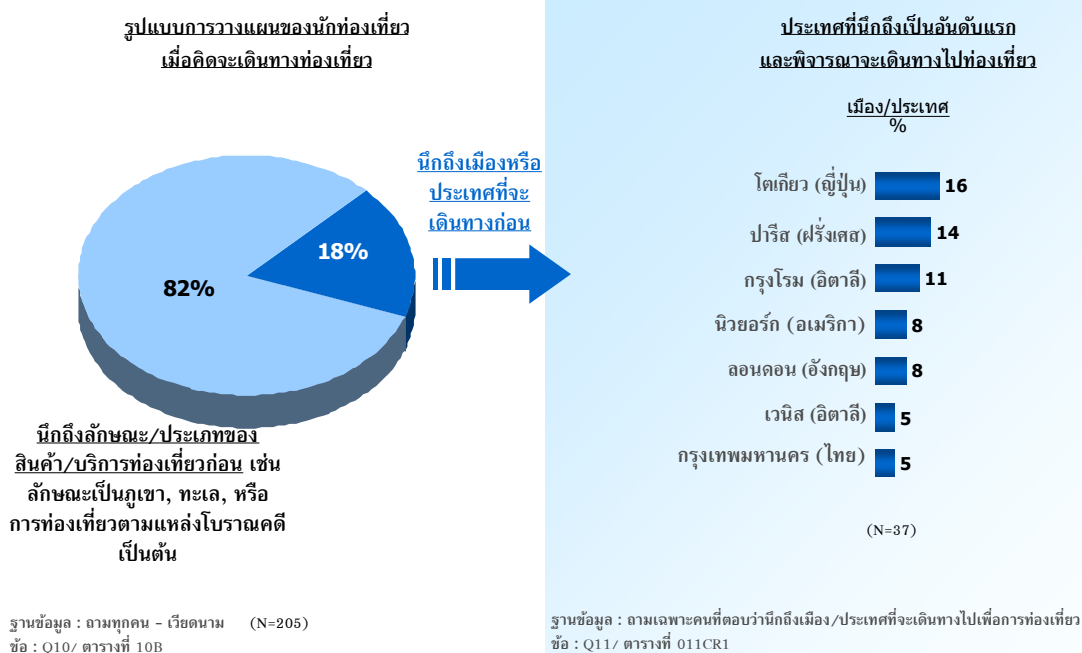 รูปแบบการวางแผนของนักท่องเที่ยว
เมื่อคิดจะเดินทางท่องเที่ยว
82%
18%
นึกถึงเมืองหรือ
ประเทศที่จะ
เดินทางก่อน
นึกถึงลักษณะ/ประเภทของ
สินค้า/บริการท่องเที่ยวก่อน เช่น
ลักษณะเป็นภูเขา, ทะเล, หรือ
การท่องเที่ยวตามแหล่งโบราณคดี
เป็นต้น
ฐานข้อมูล : ถามทุกคน - เวียดนาม (N=205)
ข้อ : Q10/ ตารางที่ 10B
ประเทศที่นึกถึงเป็นอันดับแรก
และพิจารณาจะเดินทางไปท่องเที่ยว
เมือง/ประเทศ
%
โตเกียว (ญี่ปุ่น) 16
ปารีส (ฝรั่งเศส) 14
กรุงโรม (อิตาลี) 11
นิวยอร์ก (อเมริกา) 8
ลอนดอน (อังกฤษ) 8
เวนิส (อิตาลี) 5
กรุงเทพมหานคร (ไทย) 5
(N=37)
ฐานข้อมูล : ถามเฉพาะคนที่ตอบว่านึกถึงเมือง/ประเทศที่จะเดินทางไปเพื่อการท่องเที่ยว
ข้อ : Q11/ ตารางที่ 011CR1